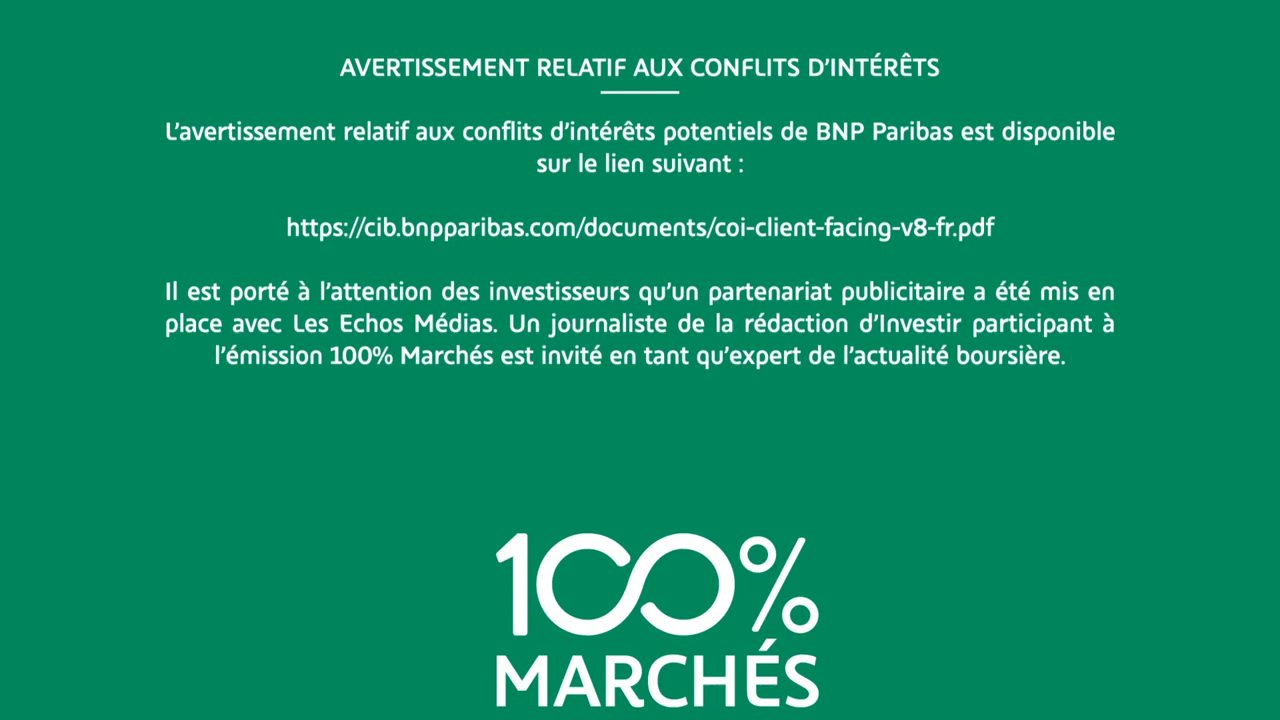 AVERTISSEMENT RELATIF AUX CONFLITS D'INTÉRÊTS
L'avertissement relatif aux conflits d'intérêts potentiels de BNP Paribas est disponible
sur le lien suivant :
https://cib.bnpparibas.com/documents/coi-client-facing-v8-fr.pdf
Il est porté à l'attention des investisseurs qu'un partenariat publicitaire a été mis en
place avec Les Echos Médias. Un journaliste de la rédaction d'Investir participant à
l'émission 100% Marchés est invité en tant qu'expert de l'actualité boursière.
100%
MARCHÉS